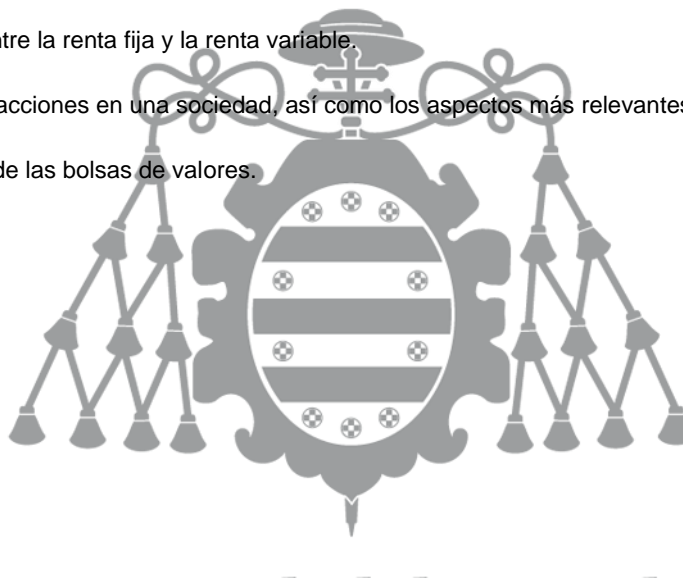 tre la renta fija y la renta variable.
acciones en una sociedad, así como los aspectos más relevantes
de las bolsas de valores.